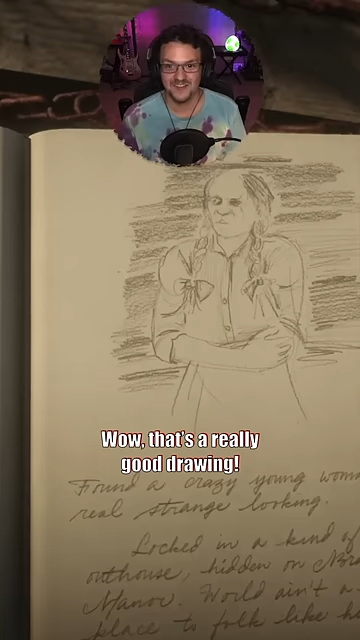 Wow, that's a really
good drawing!
Found a crazy young
real strange looking.
Locked in a kind of
outhouse, hidden on
Manor. World ain't a
place to folk like